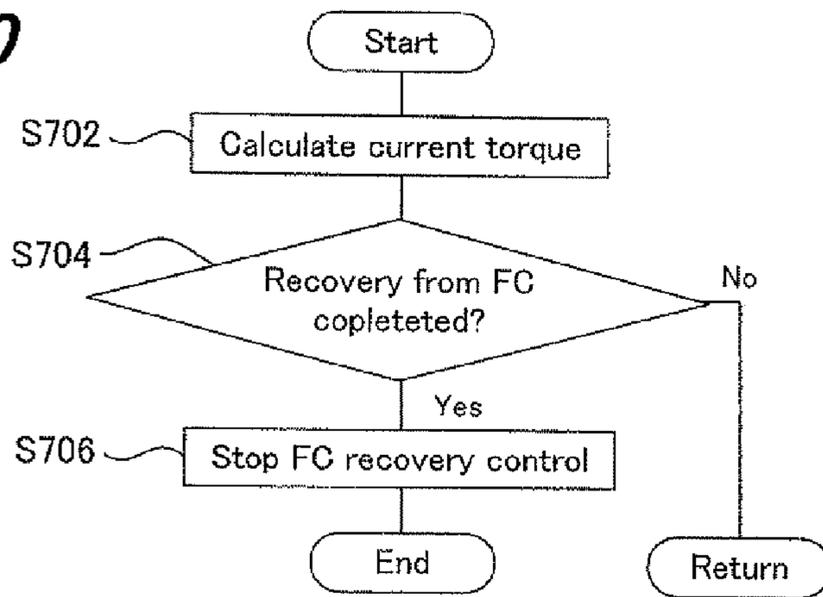 Start
S702
Calculate current torque
S704
Recovery from FC
copleteted?
No
Yes
S706
Stop FC recovery control
End
Return